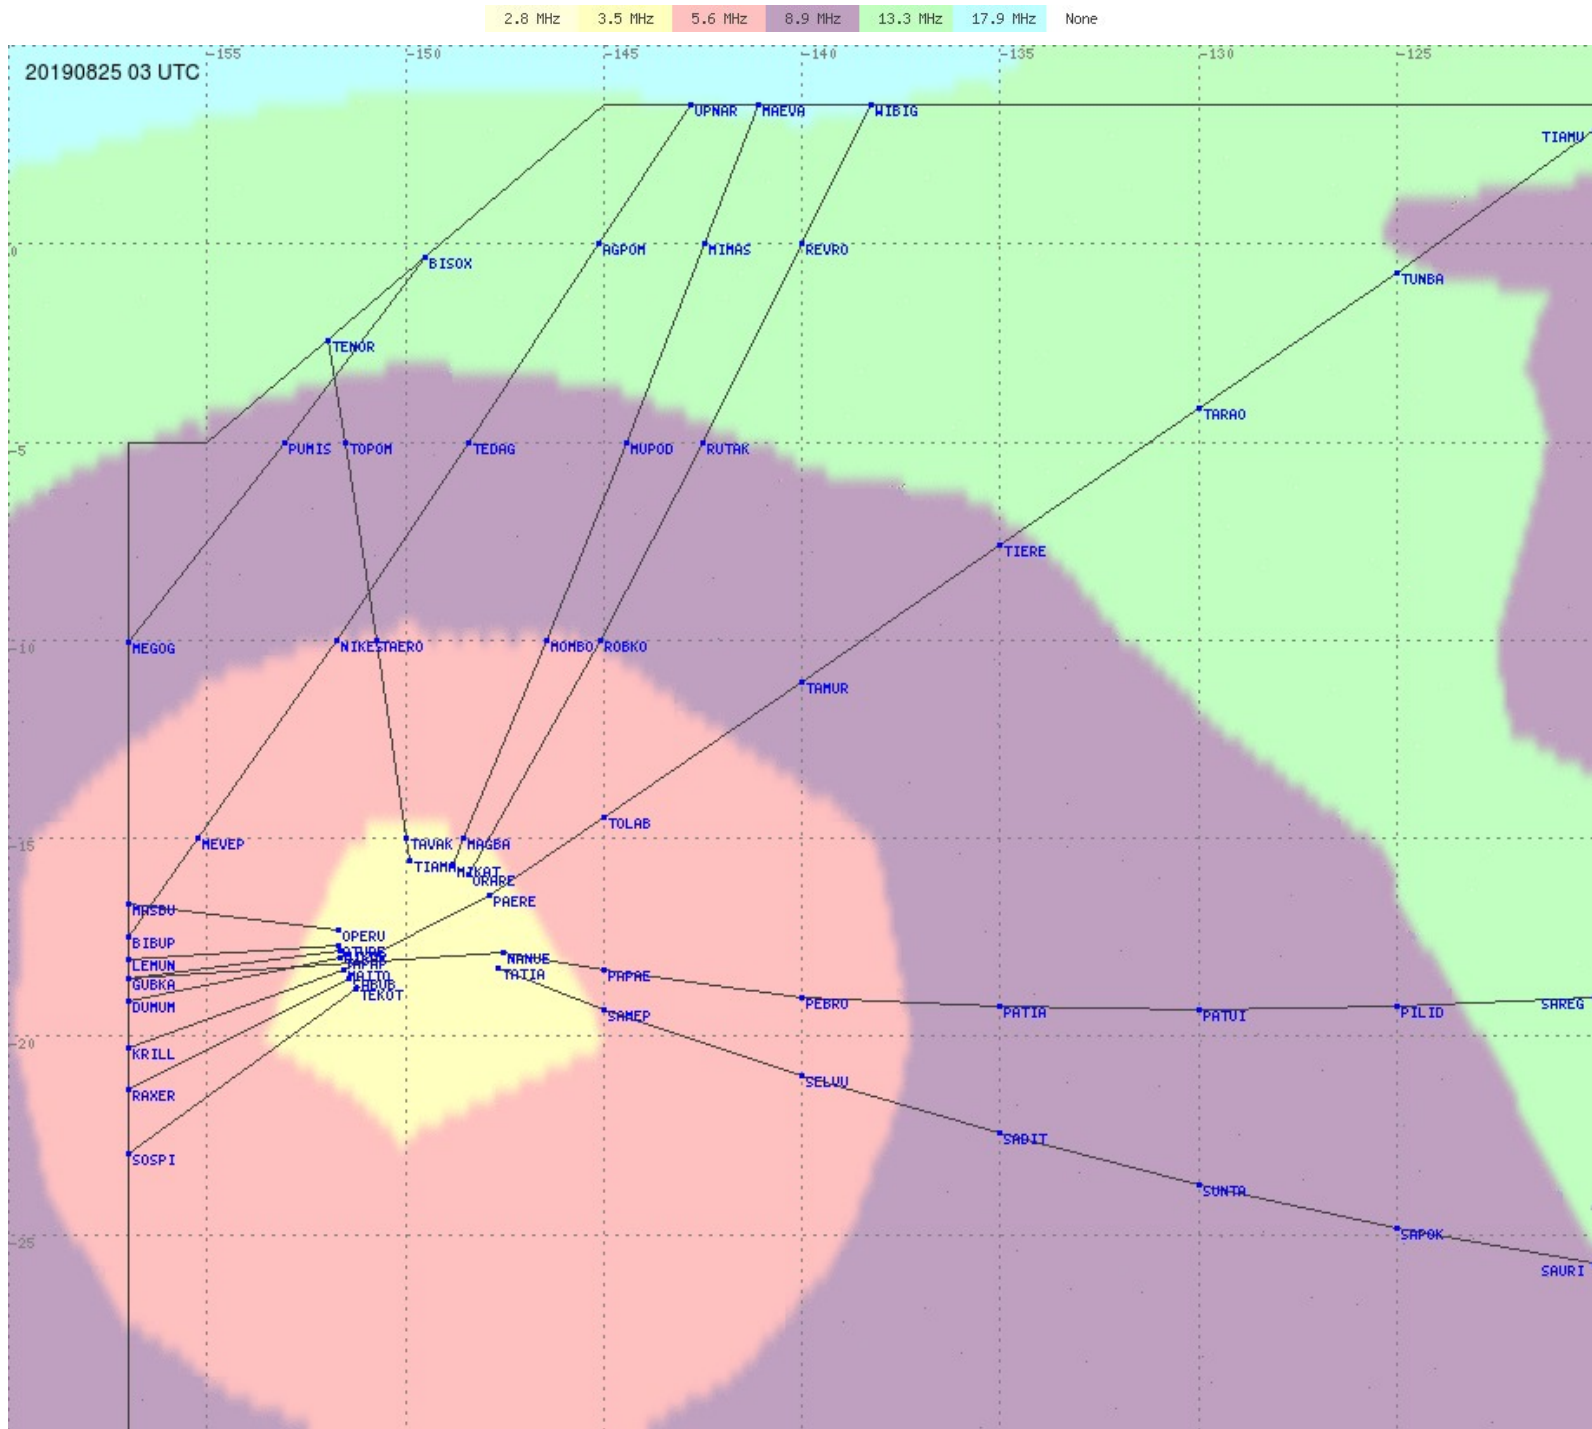 2.8 MHz 3.5 MHz 5.6 MHz 8.9 MHz 13.3 MHz 17.9 MHz None
-155 -150 -145 -140 -135 -130 -125
20190825 03 UTC
UPNAR MAEVA WIBIG
TIAMU
0 AGPOM MIMAS REVRO
BISOX
TUNBA
TENOR
TARAO
-5 PUMIS TOPOM TEDAG MUPOD RUTAK
TIERE
-10 MEGOG NIKES TAERO MOMBO ROBKO
TAMUR
TOLAB
-15 MEVEP TAVAK MAGBA
TIAMA MIKAT
ORARE
PAERE
MASBU
OPERU
BIBUP
NANUE
LEMUN
TATIA PAPAE
GUBKA MAITO
TEKOT
DUMUM PEBRO PATIA PATUI PILID SAREG
SAMEP
-20
KRILL
SELVU
RAXER
SADIT
SOSPI
SUNTA
-25 SAPOK
SAURI